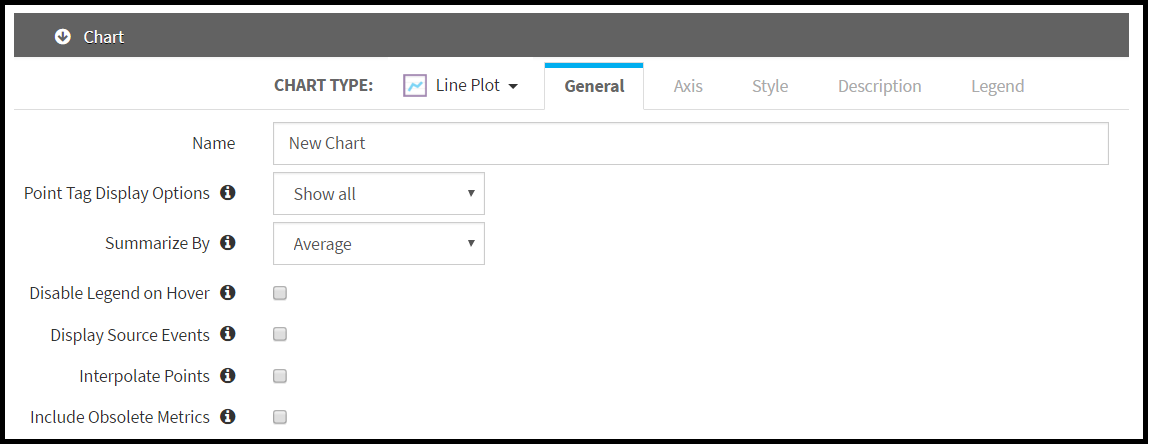 Chart
CHART TYPE: Line Plot General Axis Style Description Legend
Name New Chart
Point Tag Display Options Show all
Summarize By Average
Disable Legend on Hover
Display Source Events
Interpolate Points
Include Obsolete Metrics